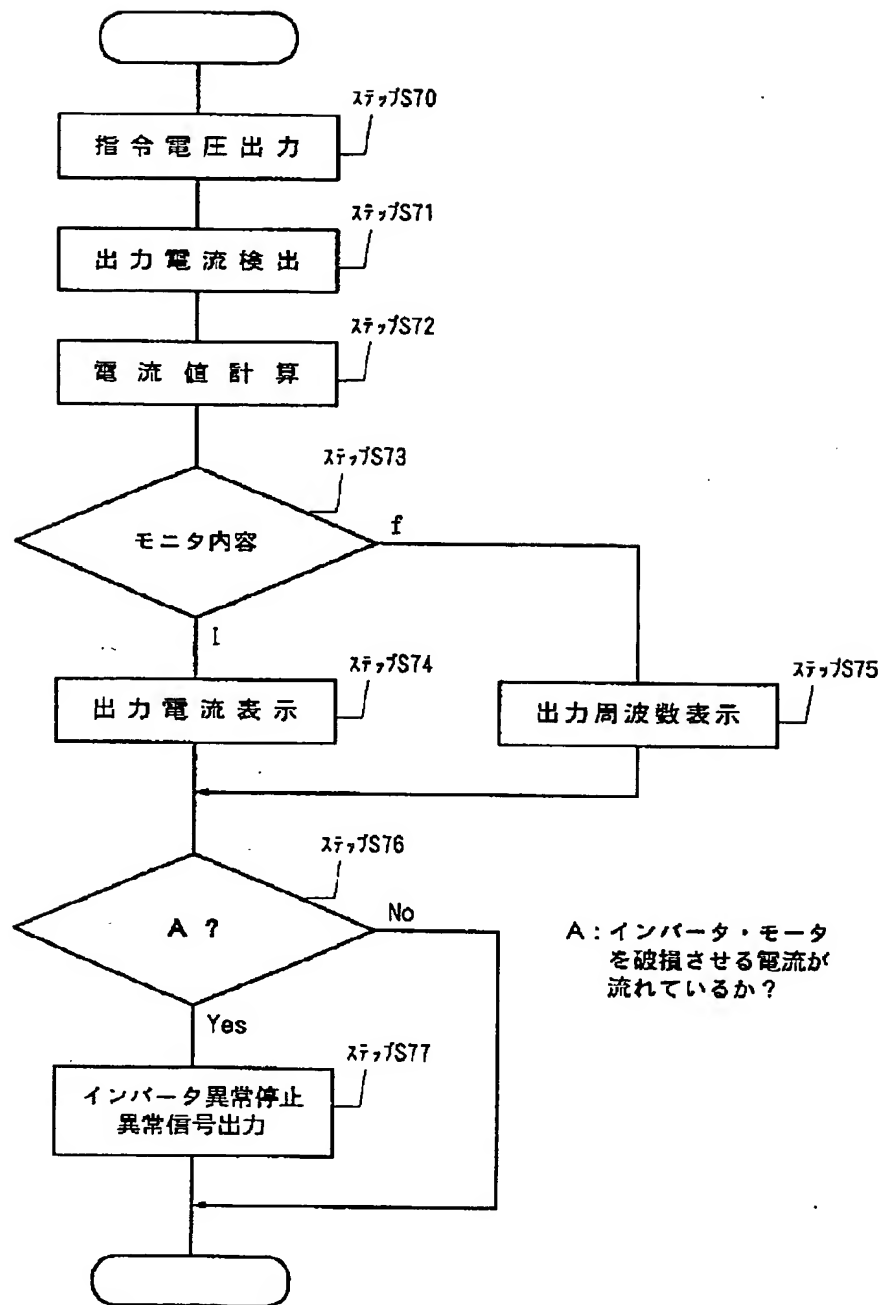 ステップS70
指令電圧出力
ステップS71
出力電流検出
ステップS72
電流値計算
ステップS73
モニタ内容
f
I
ステップS74
出力電流表示
ステップS75
出力周波数表示
ステップS76
A ?
No
Yes
A:インバータ・モータ
を破損させる電流が
流れているか?
ステップS77
インバータ異常停止
異常信号出力